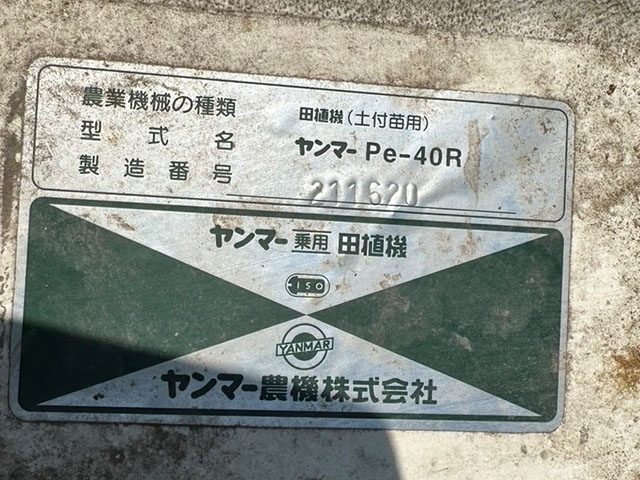 農業機械の種類 田植機(土付苗用)
型式名 ヤンマー Pe-40R
製造番号 211620
ヤンマー乗用田植機
ISO
YANMAR
ヤンマー農機株式会社